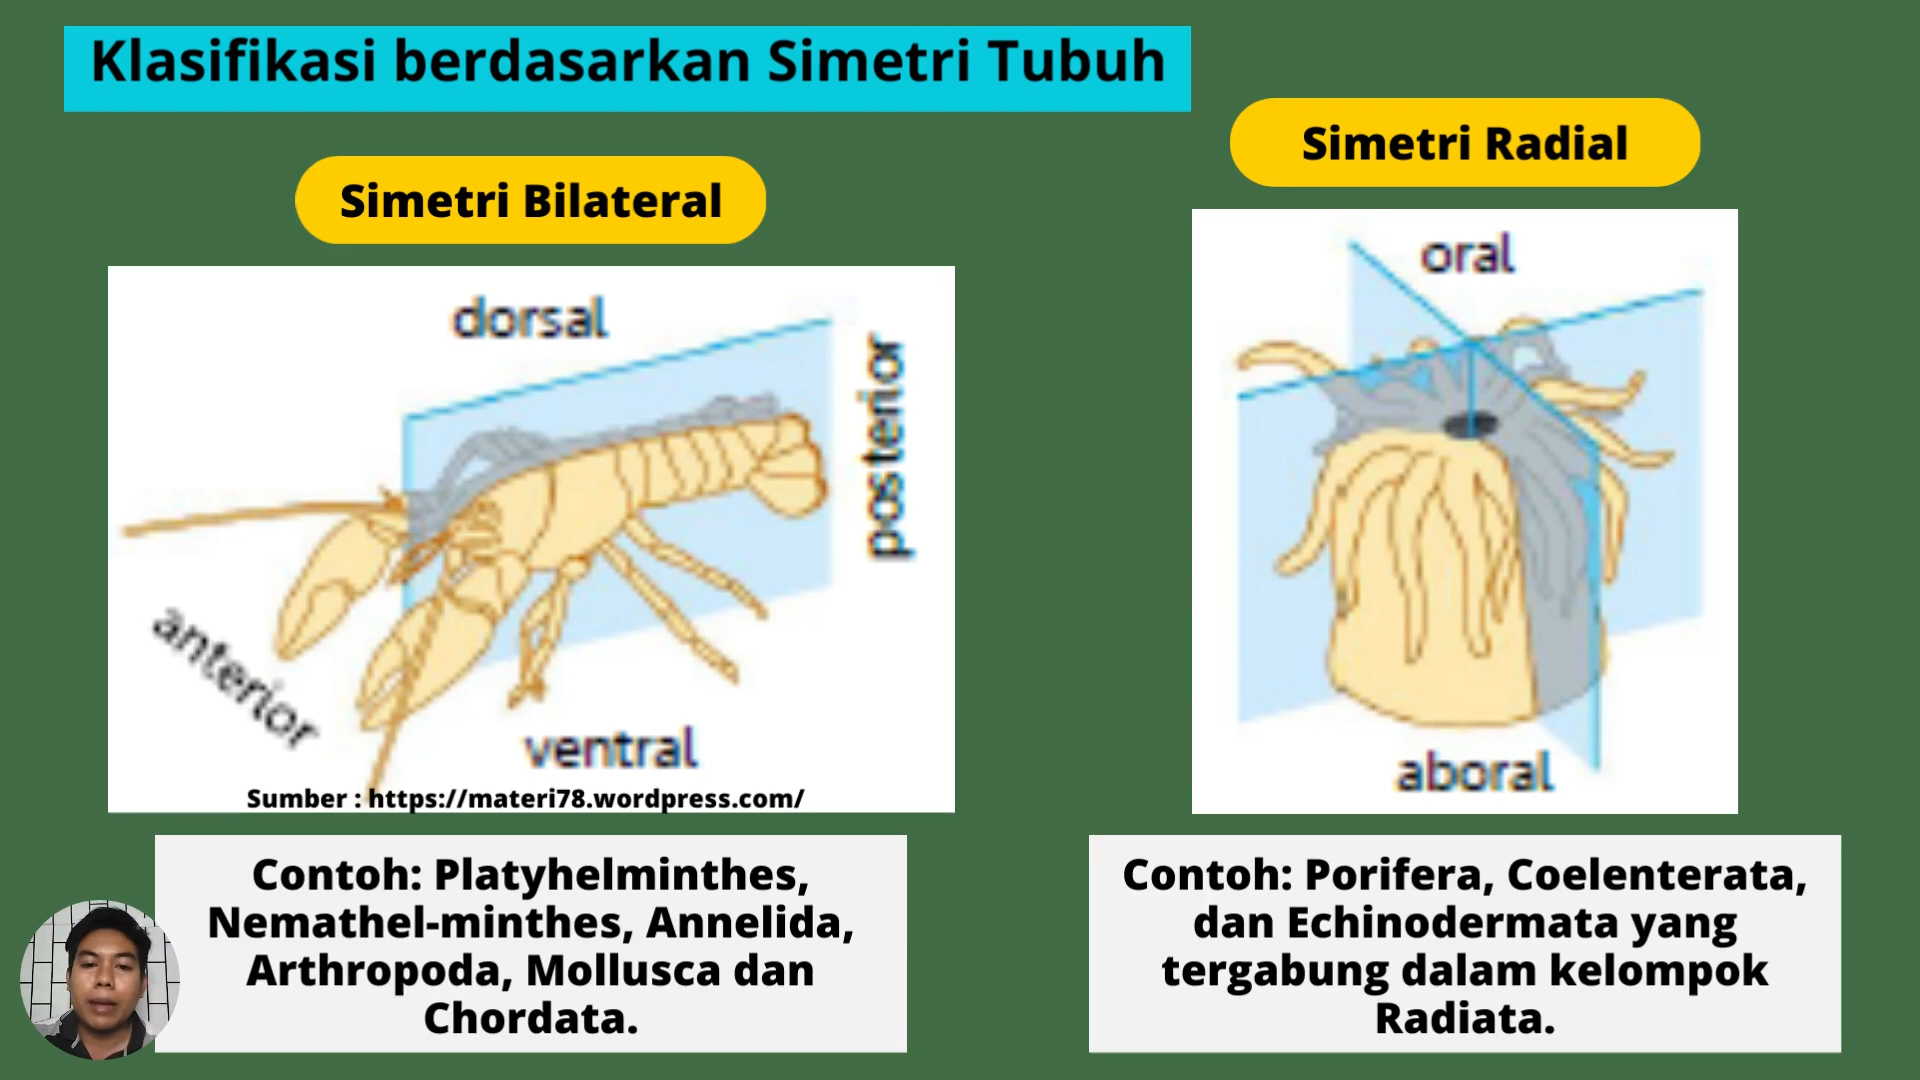 Klasifikasi berdasarkan Simetri Tubuh
Simetri Bilateral
dorsal
posterior
anterior
ventral
Sumber : https://materi78.wordpress.com/
Contoh: Platyhelminthes,
Nemathel-minthes, Annelida,
Arthropoda, Mollusca dan
Chordata.
Simetri Radial
oral
aboral
Contoh: Porifera, Coelenterata,
dan Echinodermata yang
tergabung dalam kelompok
Radiata.